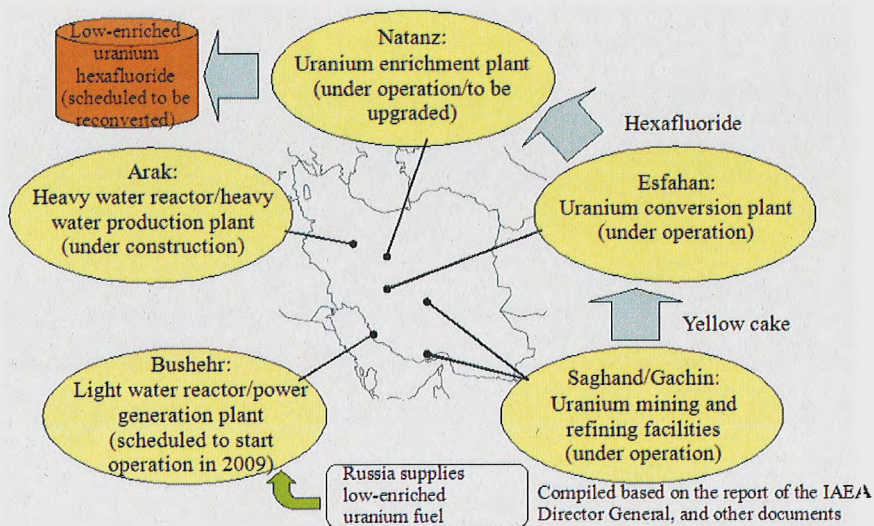 Low-enriched
uranium
hexafluoride
(scheduled to be
reconverted)
Natanz:
Uranium enrichment plant
(under operation/to be
upgraded)
Hexafluoride
Arak:
Heavy water reactor/heavy
water production plant
(under construction)
Esfahan:
Uranium conversion plant
(under operation)
Yellow cake
Bushehr:
Light water reactor/power
generation plant
(scheduled to start
operation in 2009)
Saghand/Gachin:
Uranium mining and
refining facilities
(under operation)
Russia supplies
low-enriched
uranium fuel
Compiled based on the report of the IAEA
Director General, and other documents